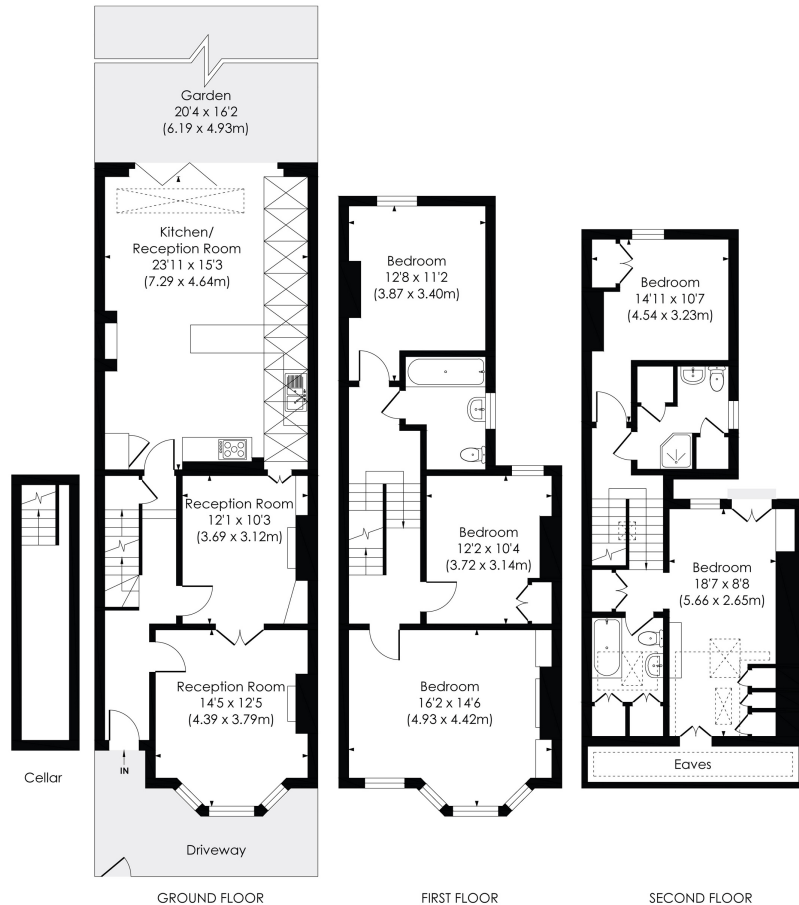 Garden
20'4 x 16'2
(6.19 x 4.93m)
Kitchen/
Reception Room
23'11 x 15'3
(7.29 x 4.64m)
Reception Room
12'1 x 10'3
(3.69 x 3.12m)
Reception Room
14'5 x 12'5
(4.39 x 3.79m)
IN
Cellar
Driveway
GROUND FLOOR
Bedroom
12'8 x 11'2
(3.87 x 3.40m)
Bedroom
12'2 x 10'4
(3.72 x 3.14m)
Bedroom
16'2 x 14'6
(4.93 x 4.42m)
FIRST FLOOR
Bedroom
14'11 x 10'7
(4.54 x 3.23m)
Bedroom
18'7 x 8'8
(5.66 x 2.65m)
Eaves
SECOND FLOOR